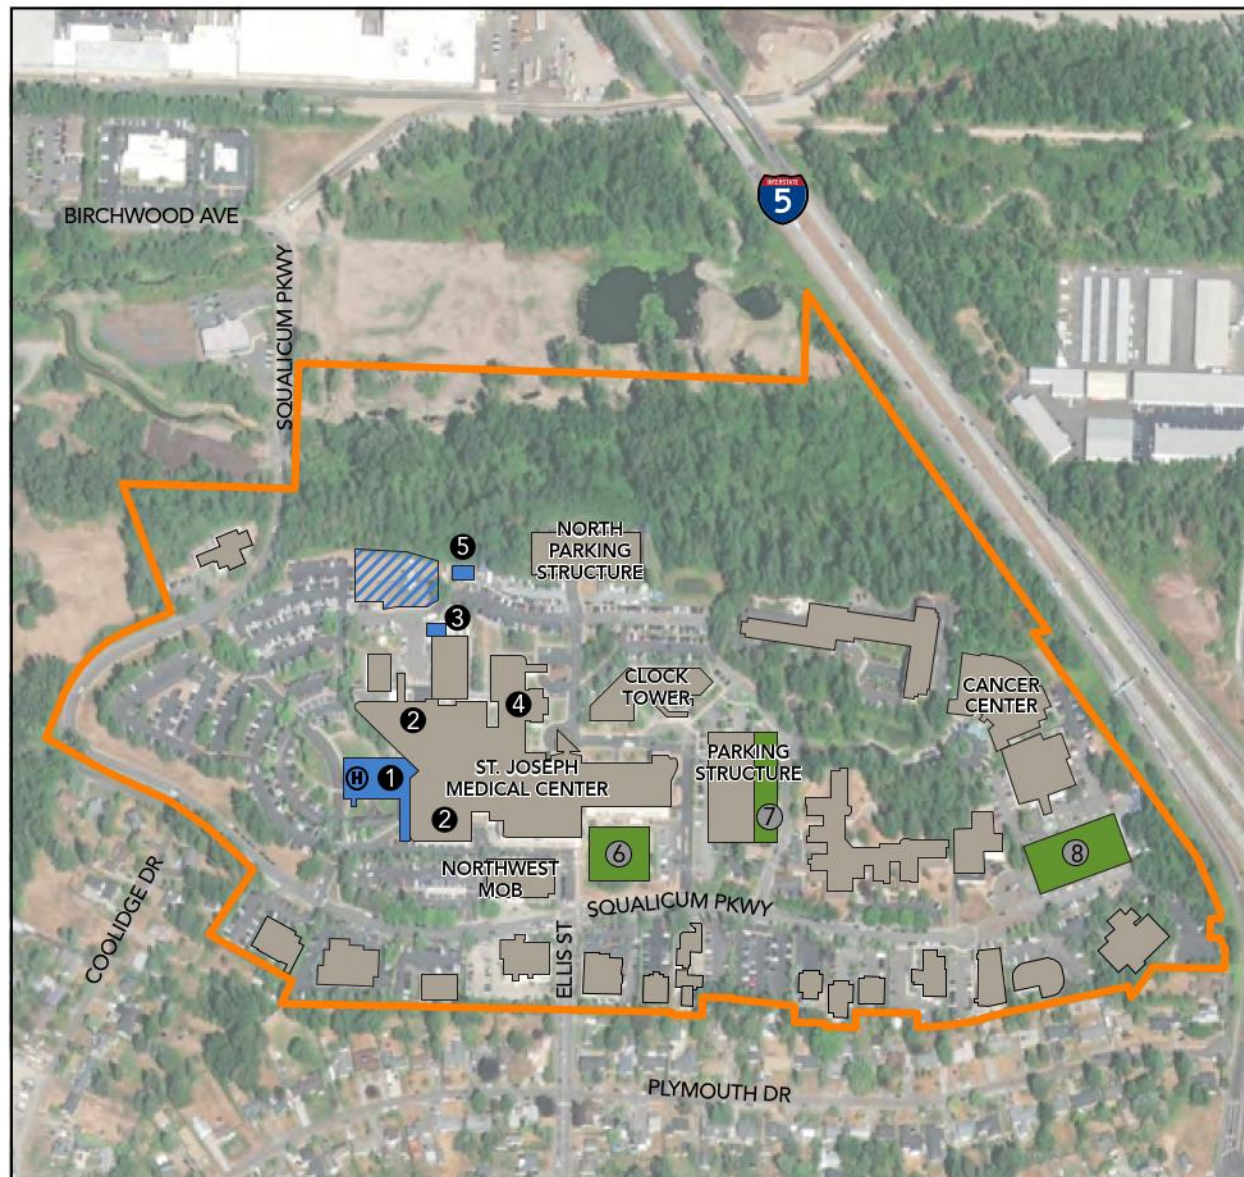 INTERSTATE
5
BIRCHWOOD AVE
SQUALICUM PKWY
NORTH
PARKING
STRUCTURE
5
3
CLOCK
TOWER
CANCER
CENTER
4
2
PARKING
STRUCTURE
H
1
ST. JOSEPH
MEDICAL CENTER
2
7
6
8
NORTHWEST
MOB
SQUALICUM PKWY
COOLIDGE DR
ELLIS ST
PLYMOUTH DR